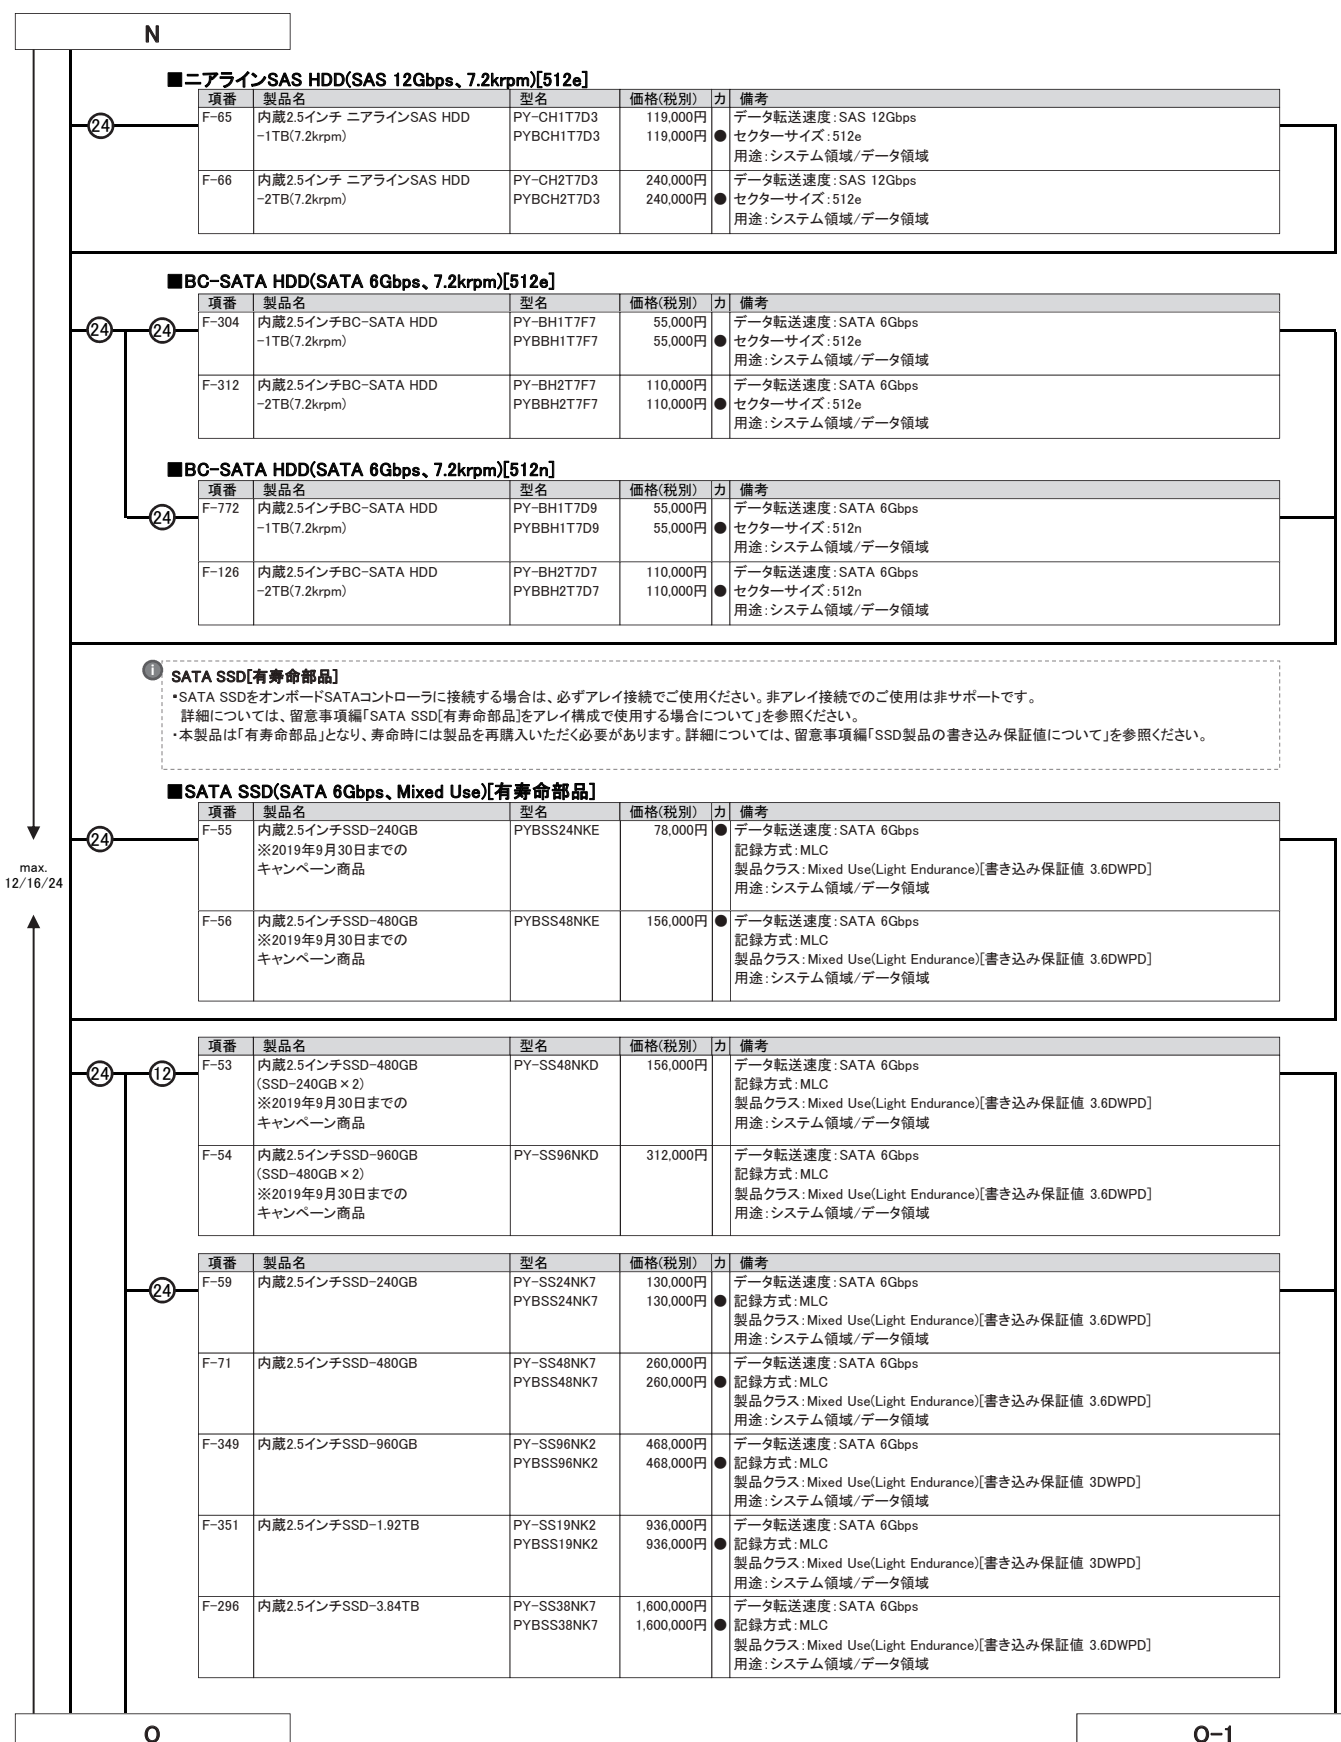 N
■ニアラインSAS HDD(SAS 12Gbps、7.2krpm)[512e]
項番 製品名 型名 価格(税別) カ 備考
24
F-65 内蔵2.5インチ ニアラインSAS HDD PY-CH1T7D3 119,000円 データ転送速度:SAS 12Gbps
-1TB(7.2krpm) PYBCH1T7D3 119,000円 ● セクターサイズ:512e
用途:システム領域/データ領域
F-66 内蔵2.5インチ ニアラインSAS HDD PY-CH2T7D3 240,000円 データ転送速度:SAS 12Gbps
-2TB(7.2krpm) PYBCH2T7D3 240,000円 ● セクターサイズ:512e
用途:システム領域/データ領域
■BC-SATA HDD(SATA 6Gbps、7.2krpm)[512e]
項番 製品名 型名 価格(税別) カ 備考
24 24
F-304 内蔵2.5インチBC-SATA HDD PY-BH1T7F7 55,000円 データ転送速度:SATA 6Gbps
-1TB(7.2krpm) PYBBH1T7F7 55,000円 ● セクターサイズ:512e
用途:システム領域/データ領域
F-312 内蔵2.5インチBC-SATA HDD PY-BH2T7F7 110,000円 データ転送速度:SATA 6Gbps
-2TB(7.2krpm) PYBBH2T7F7 110,000円 ● セクターサイズ:512e
用途:システム領域/データ領域
■BC-SATA HDD(SATA 6Gbps、7.2krpm)[512n]
項番 製品名 型名 価格(税別) カ 備考
24
F-772 内蔵2.5インチBC-SATA HDD PY-BH1T7D9 55,000円 データ転送速度:SATA 6Gbps
-1TB(7.2krpm) PYBBH1T7D9 55,000円 ● セクターサイズ:512n
用途:システム領域/データ領域
F-126 内蔵2.5インチBC-SATA HDD PY-BH2T7D7 110,000円 データ転送速度:SATA 6Gbps
-2TB(7.2krpm) PYBBH2T7D7 110,000円 ● セクターサイズ:512n
用途:システム領域/データ領域
i SATA SSD[有寿命部品]
・SATA SSDをオンボードSATAコントローラに接続する場合は、必ずアレイ接続でご使用ください。非アレイ接続でのご使用は非サポートです。
詳細については、留意事項編「SATA SSD[有寿命部品]をアレイ構成で使用する場合について」を参照ください。
・本製品は「有寿命部品」となり、寿命時には製品を再購入いただく必要があります。詳細については、留意事項編「SSD製品の書き込み保証値について」を参照ください。
■SATA SSD(SATA 6Gbps、Mixed Use)[有寿命部品]
項番 製品名 型名 価格(税別) カ 備考
24
F-55 内蔵2.5インチSSD-240GB PYBSS24NKE 78,000円 ● データ転送速度:SATA 6Gbps
※2019年9月30日までの 記録方式:MLC
キャンペーン商品 製品クラス:Mixed Use(Light Endurance)[書き込み保証値 3.6DWPD]
用途:システム領域/データ領域
max.
12/16/24
F-56 内蔵2.5インチSSD-480GB PYBSS48NKE 156,000円 ● データ転送速度:SATA 6Gbps
※2019年9月30日までの 記録方式:MLC
キャンペーン商品 製品クラス:Mixed Use(Light Endurance)[書き込み保証値 3.6DWPD]
用途:システム領域/データ領域
項番 製品名 型名 価格(税別) カ 備考
24 12
F-53 内蔵2.5インチSSD-480GB PY-SS48NKD 156,000円 データ転送速度:SATA 6Gbps
(SSD-240GB×2) 記録方式:MLC
※2019年9月30日までの 製品クラス:Mixed Use(Light Endurance)[書き込み保証値 3.6DWPD]
キャンペーン商品 用途:システム領域/データ領域
F-54 内蔵2.5インチSSD-960GB PY-SS96NKD 312,000円 データ転送速度:SATA 6Gbps
(SSD-480GB×2) 記録方式:MLC
※2019年9月30日までの 製品クラス:Mixed Use(Light Endurance)[書き込み保証値 3.6DWPD]
キャンペーン商品 用途:システム領域/データ領域
項番 製品名 型名 価格(税別) カ 備考
24
F-59 内蔵2.5インチSSD-240GB PY-SS24NK7 130,000円 データ転送速度:SATA 6Gbps
PYBSS24NK7 130,000円 ● 記録方式:MLC
製品クラス:Mixed Use(Light Endurance)[書き込み保証値 3.6DWPD]
用途:システム領域/データ領域
F-71 内蔵2.5インチSSD-480GB PY-SS48NK7 260,000円 データ転送速度:SATA 6Gbps
PYBSS48NK7 260,000円 ● 記録方式:MLC
製品クラス:Mixed Use(Light Endurance)[書き込み保証値 3.6DWPD]
用途:システム領域/データ領域
F-349 内蔵2.5インチSSD-960GB PY-SS96NK2 468,000円 データ転送速度:SATA 6Gbps
PYBSS96NK2 468,000円 ● 記録方式:MLC
製品クラス:Mixed Use(Light Endurance)[書き込み保証値 3DWPD]
用途:システム領域/データ領域
F-351 内蔵2.5インチSSD-1.92TB PY-SS19NK2 936,000円 データ転送速度:SATA 6Gbps
PYBSS19NK2 936,000円 ● 記録方式:MLC
製品クラス:Mixed Use(Light Endurance)[書き込み保証値 3DWPD]
用途:システム領域/データ領域
F-296 内蔵2.5インチSSD-3.84TB PY-SS38NK7 1,600,000円 データ転送速度:SATA 6Gbps
PYBSS38NK7 1,600,000円 ● 記録方式:MLC
製品クラス:Mixed Use(Light Endurance)[書き込み保証値 3.6DWPD]
用途:システム領域/データ領域
O O-1